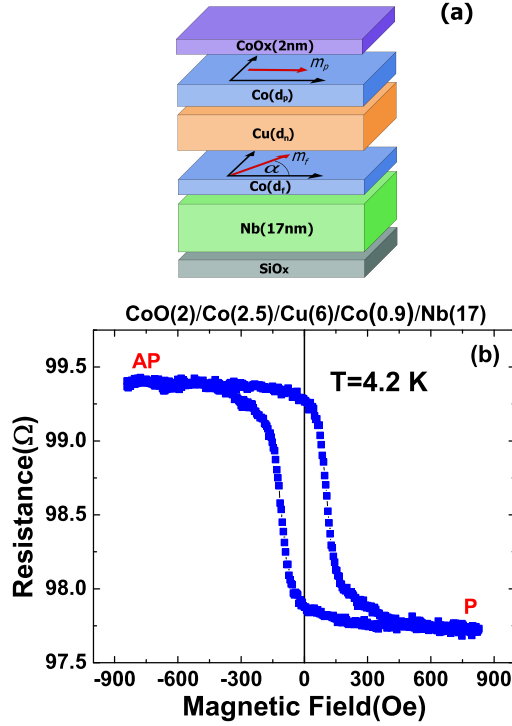 (a)
CoOx(2nm)
mₚ
Co(dₚ)
Cu(dₙ)
m_f
α
Co(d_f)
Nb(17nm)
SiOx
CoO(2)/Co(2.5)/Cu(6)/Co(0.9)/Nb(17)
99.5
AP
(b)
T=4.2 K
99.0
98.5
98.0
P
97.5
Resistance(Ω)
-900 -600 -300 0 300 600 900
Magnetic Field(Oe)